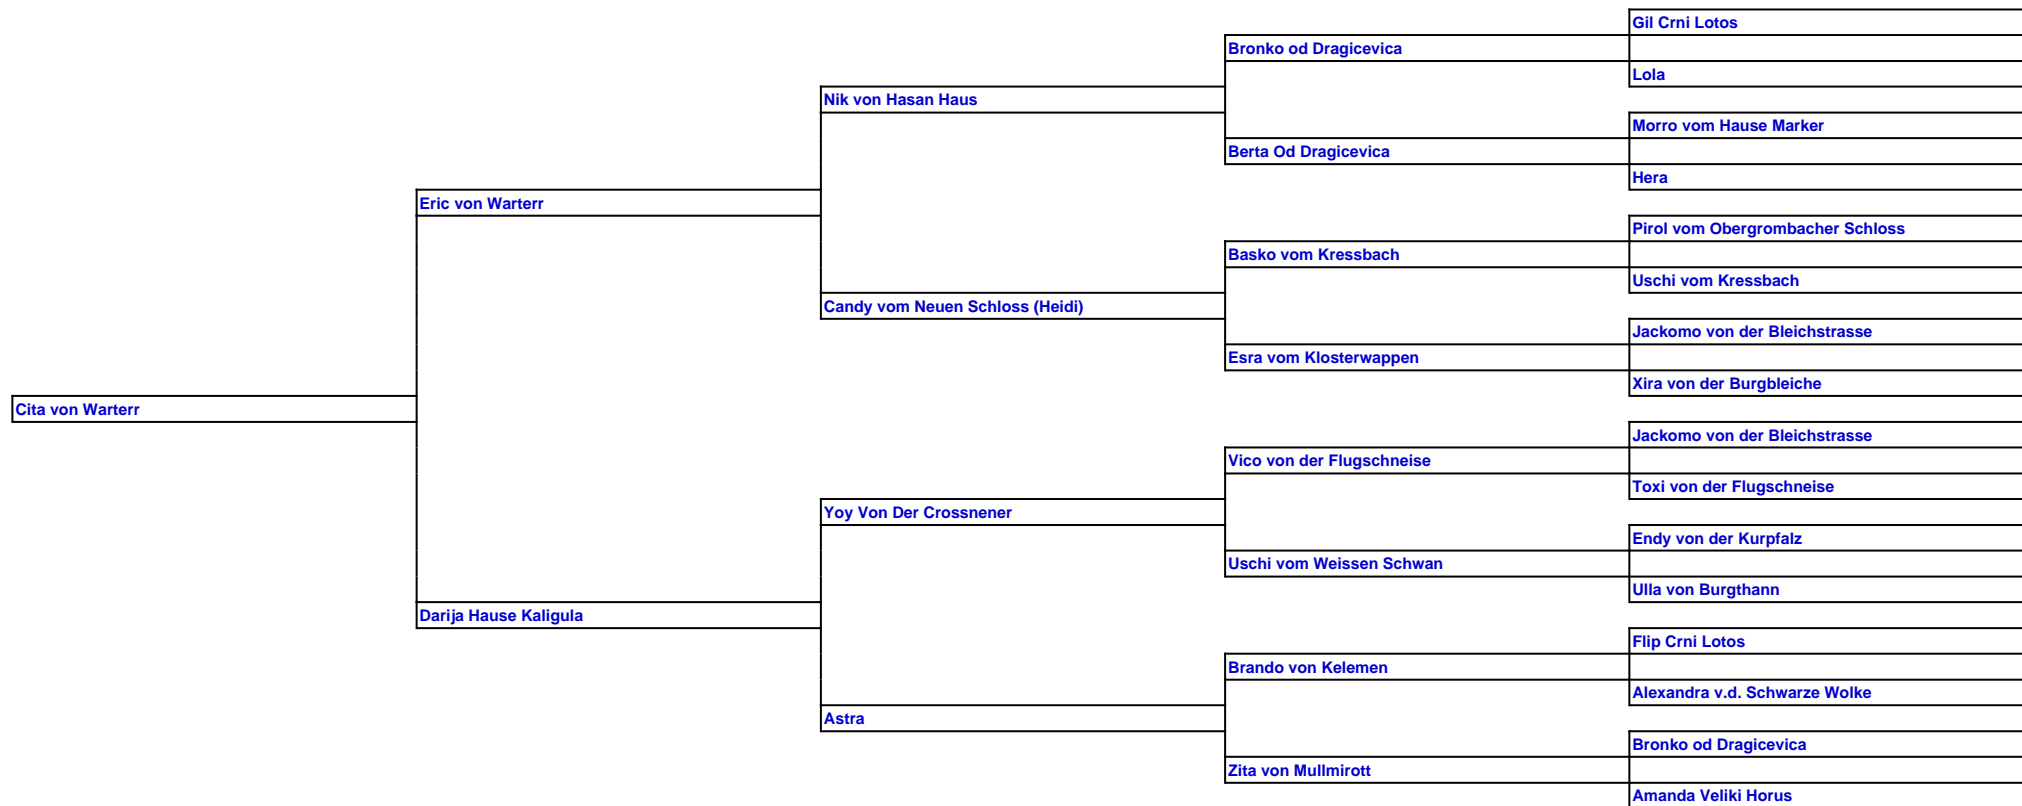 Gil Crni Lotos
Bronko od Dragicevica
Lola
Nik von Hasan Haus
Morro vom Hause Marker
Berta Od Dragicevica
Hera
Eric von Warterr
Pirol vom Obergrombacher Schloss
Basko vom Kressbach
Uschi vom Kressbach
Candy vom Neuen Schloss (Heidi)
Jackomo von der Bleichstrasse
Esra vom Klosterwappen
Xira von der Burgbleiche
Cita von Warterr
Jackomo von der Bleichstrasse
Vico von der Flugschneise
Toxi von der Flugschneise
Yoy Von Der Crossnener
Endy von der Kurpfalz
Uschi vom Weissen Schwan
Ulla von Burgthann
Darija Hause Kaligula
Flip Crni Lotos
Brando von Kelemen
Alexandra v.d. Schwarze Wolke
Astra
Bronko od Dragicevica
Zita von Mullmirott
Amanda Veliki Horus